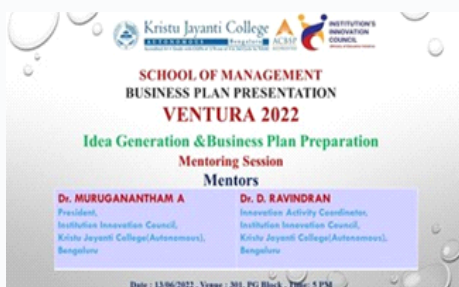 Kristu Jayanti College
AUTONOMOUS Bengaluru
ACBSP
INSTITUTION'S
INNOVATION
COUNCIL
SCHOOL OF MANAGEMENT
BUSINESS PLAN PRESENTATION
VENTURA 2022
Idea Generation &Business Plan Preparation
Mentoring Session
Mentors
Dr. MURUGANANTHAM A
President,
Institution Innovation Council,
Kristu Jayanti College(Autonomous),
Bengaluru
Dr. D. RAVINDRAN
Innovation Activity Coordinator,
Institution Innovation Council,
Kristu Jayanti College(Autonomous),
Bengaluru
Date : 13/06/2022 , Venue : 301, PG Block , Time: 5 PM